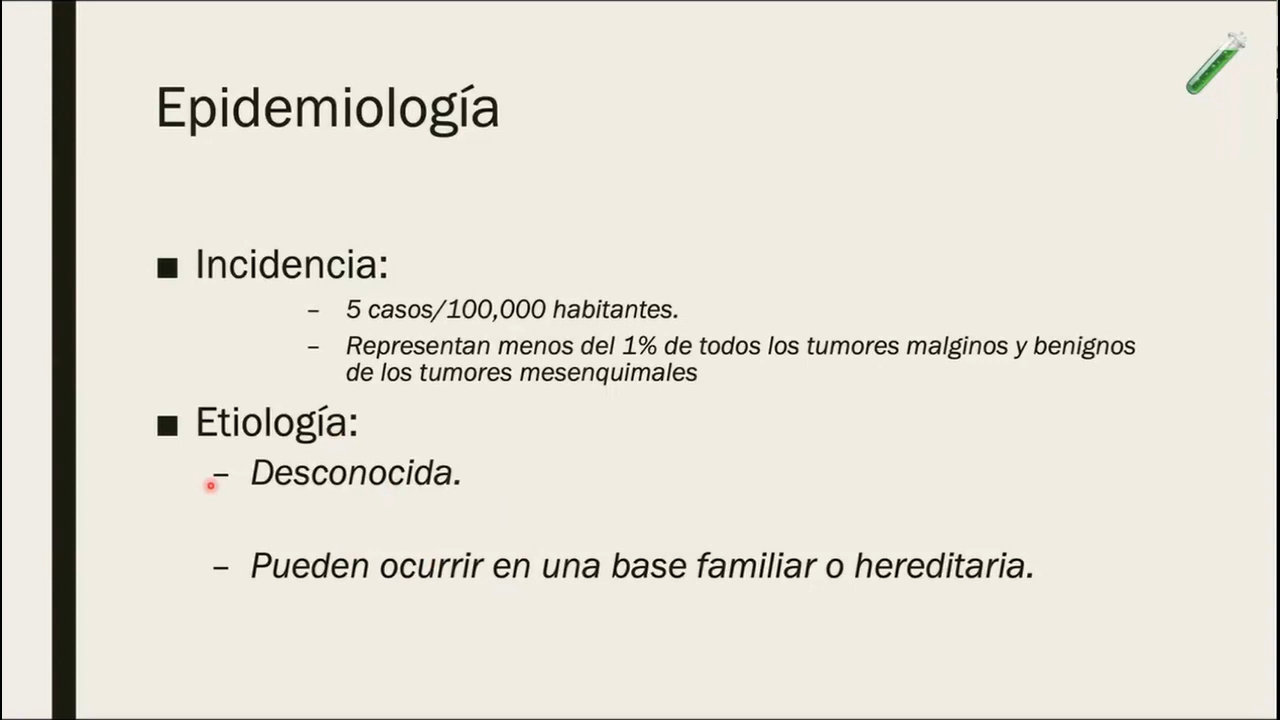 Epidemiología
■ Incidencia:
– 5 casos/100,000 habitantes.
– Representan menos del 1% de todos los tumores malginos y benignos
de los tumores mesenquimales
■ Etiología:
– Desconocida.
– Pueden ocurrir en una base familiar o hereditaria.